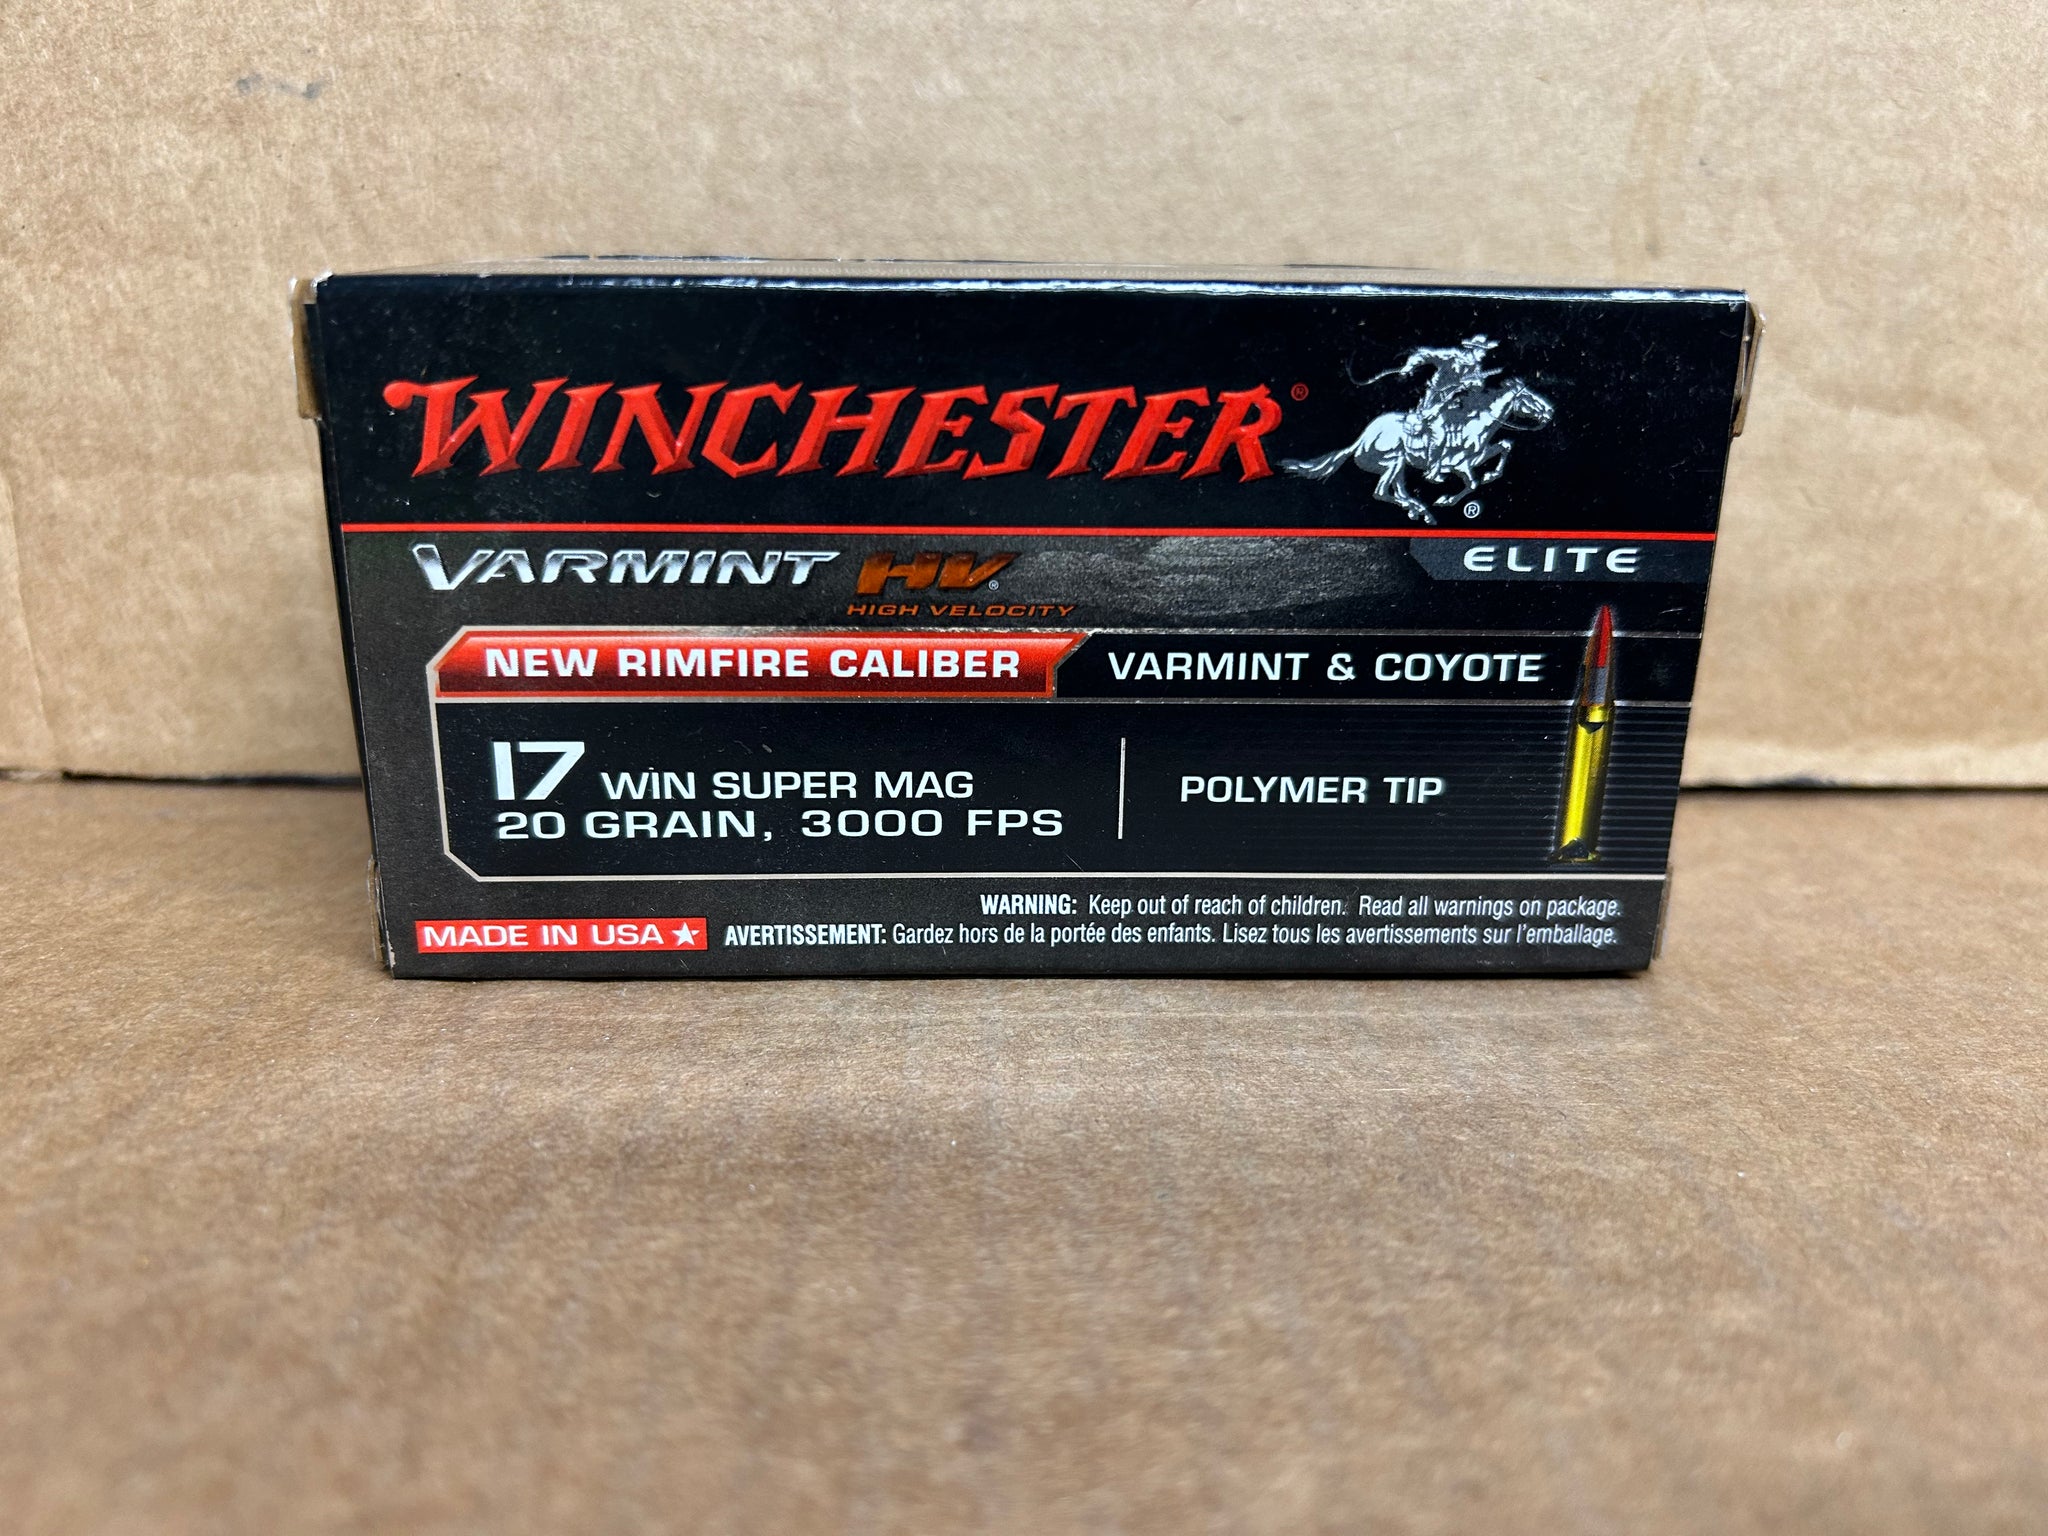 WINCHESTER®
®
VARMINT HV®
HIGH VELOCITY
ELITE
NEW RIMFIRE CALIBER
VARMINT & COYOTE
17 WIN SUPER MAG
20 GRAIN, 3000 FPS
POLYMER TIP
WARNING: Keep out of reach of children. Read all warnings on package.
MADE IN USA
AVERTISSEMENT: Gardez hors de la portée des enfants. Lisez tous les avertissements sur l'emballage.